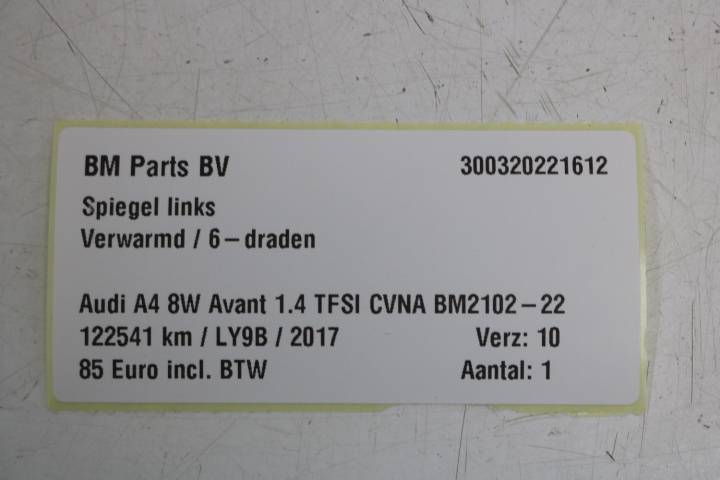 BM Parts BV 300320221612
Spiegel links
Verwarmd / 6-draden
Audi A4 8W Avant 1.4 TFSI CVNA BM2102-22
122541 km / LY9B / 2017 Verz: 10
85 Euro incl. BTW Aantal: 1